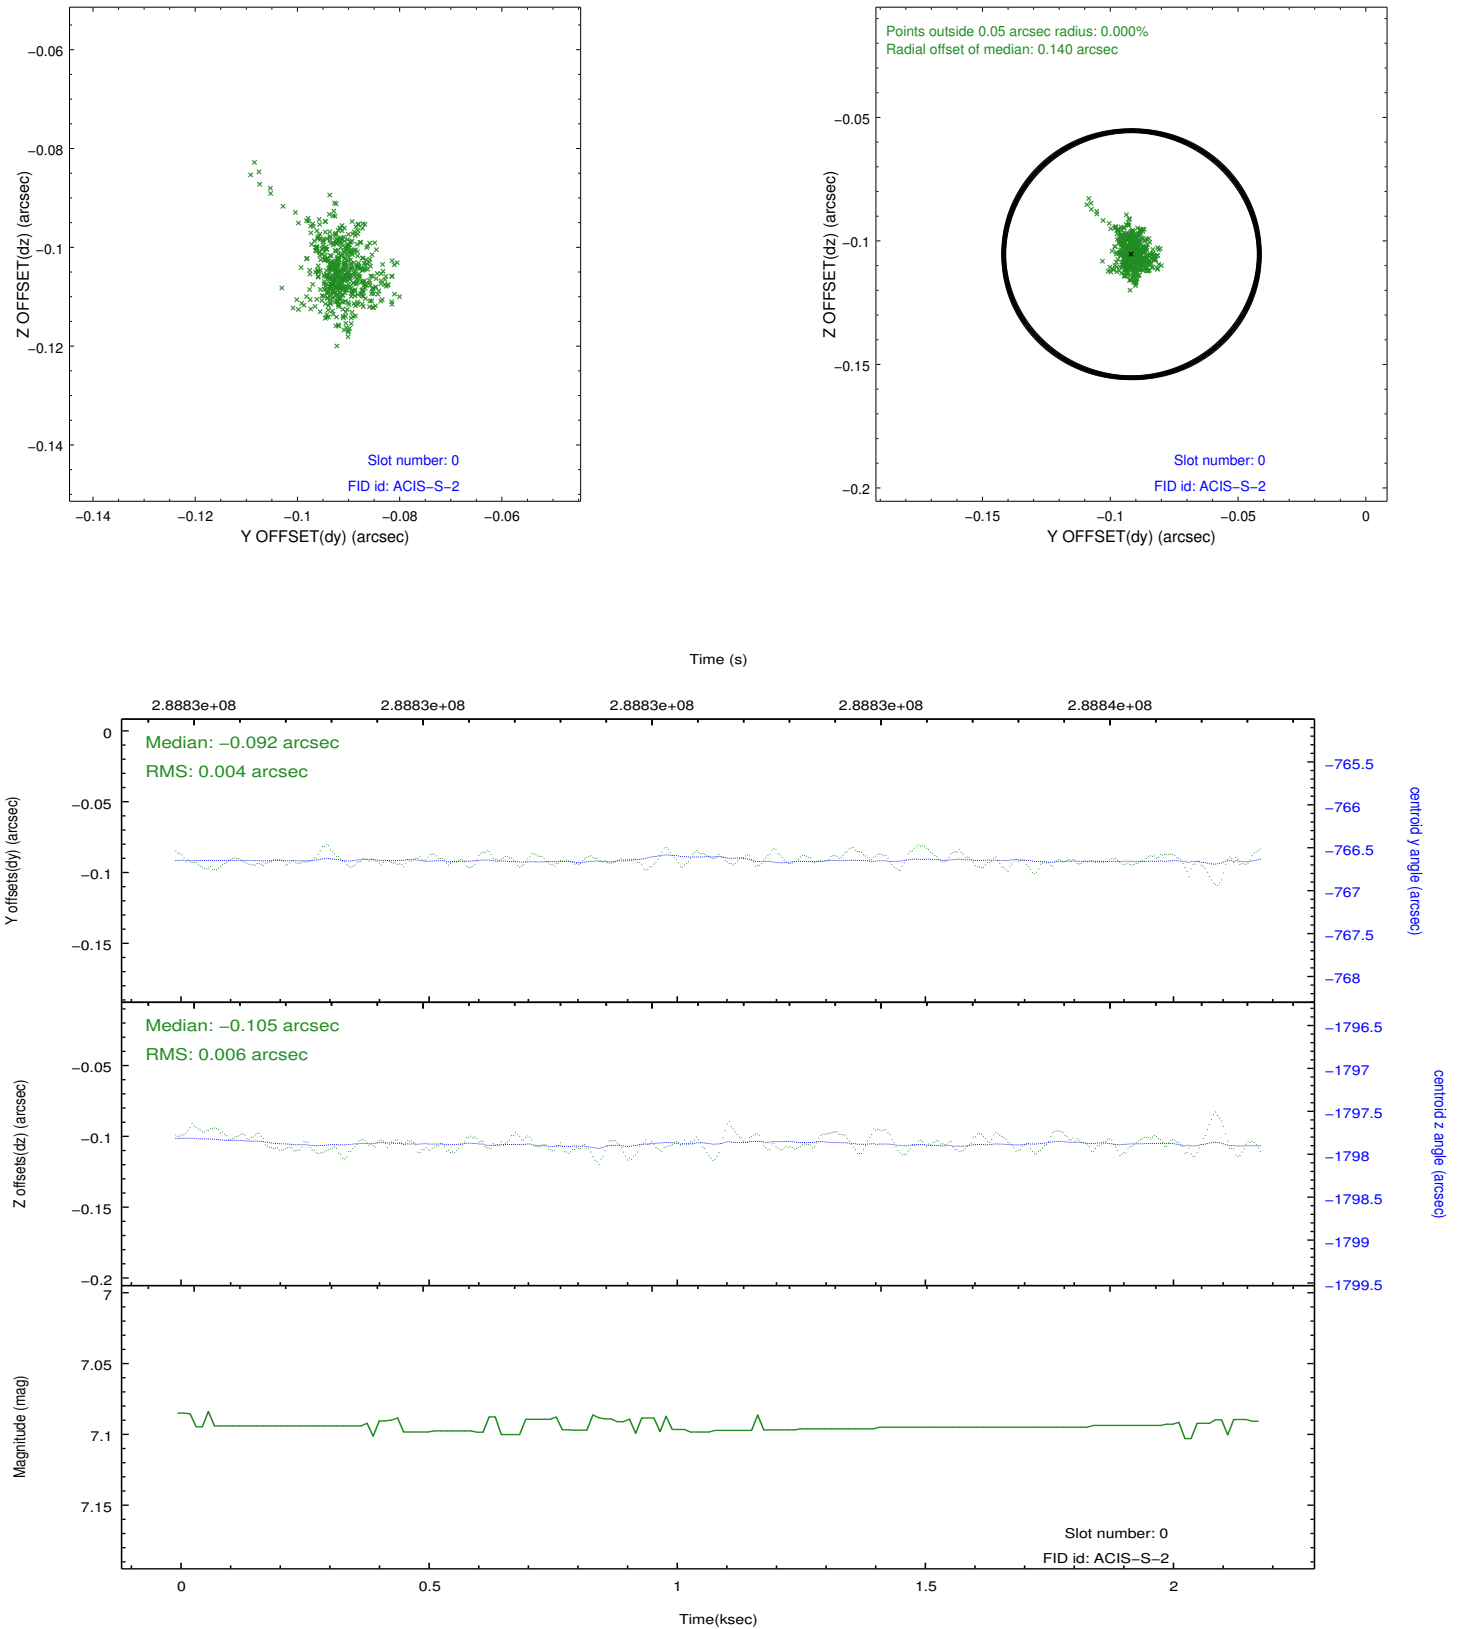 −0.06
−0.08
−0.1
−0.12
−0.14
Z OFFSET(dz) (arcsec)
Slot number: 0
FID id: ACIS−S−2
−0.14 −0.12 −0.1 −0.08 −0.06
Y OFFSET(dy) (arcsec)
Points outside 0.05 arcsec radius: 0.000%
Radial offset of median: 0.140 arcsec
−0.05
−0.1
−0.15
−0.2
Z OFFSET(dz) (arcsec)
Slot number: 0
FID id: ACIS−S−2
−0.15 −0.1 −0.05 0
Y OFFSET(dy) (arcsec)
Time (s)
2.8883e+08 2.8883e+08 2.8883e+08 2.8883e+08 2.8884e+08
Median: −0.092 arcsec
RMS: 0.004 arcsec
0
−0.05
−0.1
−0.15
Y offsets(dy) (arcsec)
−765.5
−766
−766.5
−767
−767.5
−768
centroid y angle (arcsec)
Median: −0.105 arcsec
RMS: 0.006 arcsec
−0.05
−0.1
−0.15
−0.2
Z offsets(dz) (arcsec)
−1796.5
−1797
−1797.5
−1798
−1798.5
−1799
−1799.5
centroid z angle (arcsec)
7
7.05
7.1
7.15
Magnitude (mag)
Slot number: 0
FID id: ACIS−S−2
0 0.5 1 1.5 2
Time(ksec)